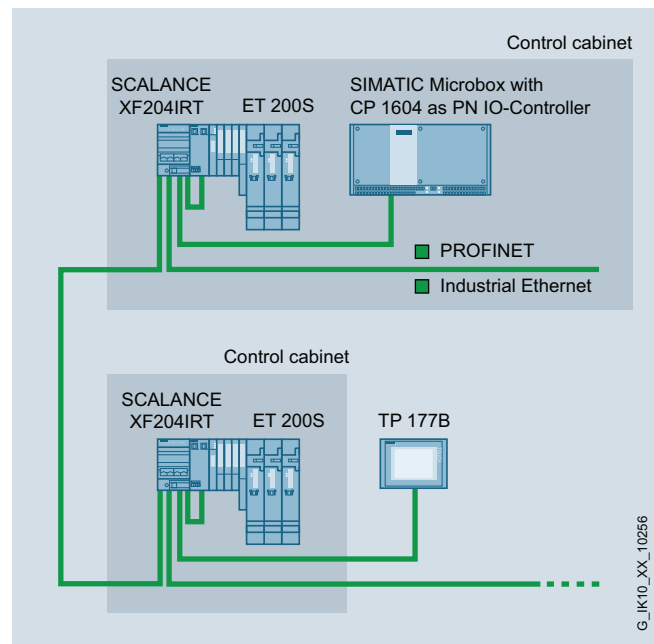 Control cabinet
SCALANCE
XF204IRT
ET 200S
SIMATIC Microbox with
CP 1604 as PN IO-Controller
PROFINET
Industrial Ethernet
Control cabinet
SCALANCE
XF204IRT
ET 200S
TP 177B
G_IK10_XX_10256